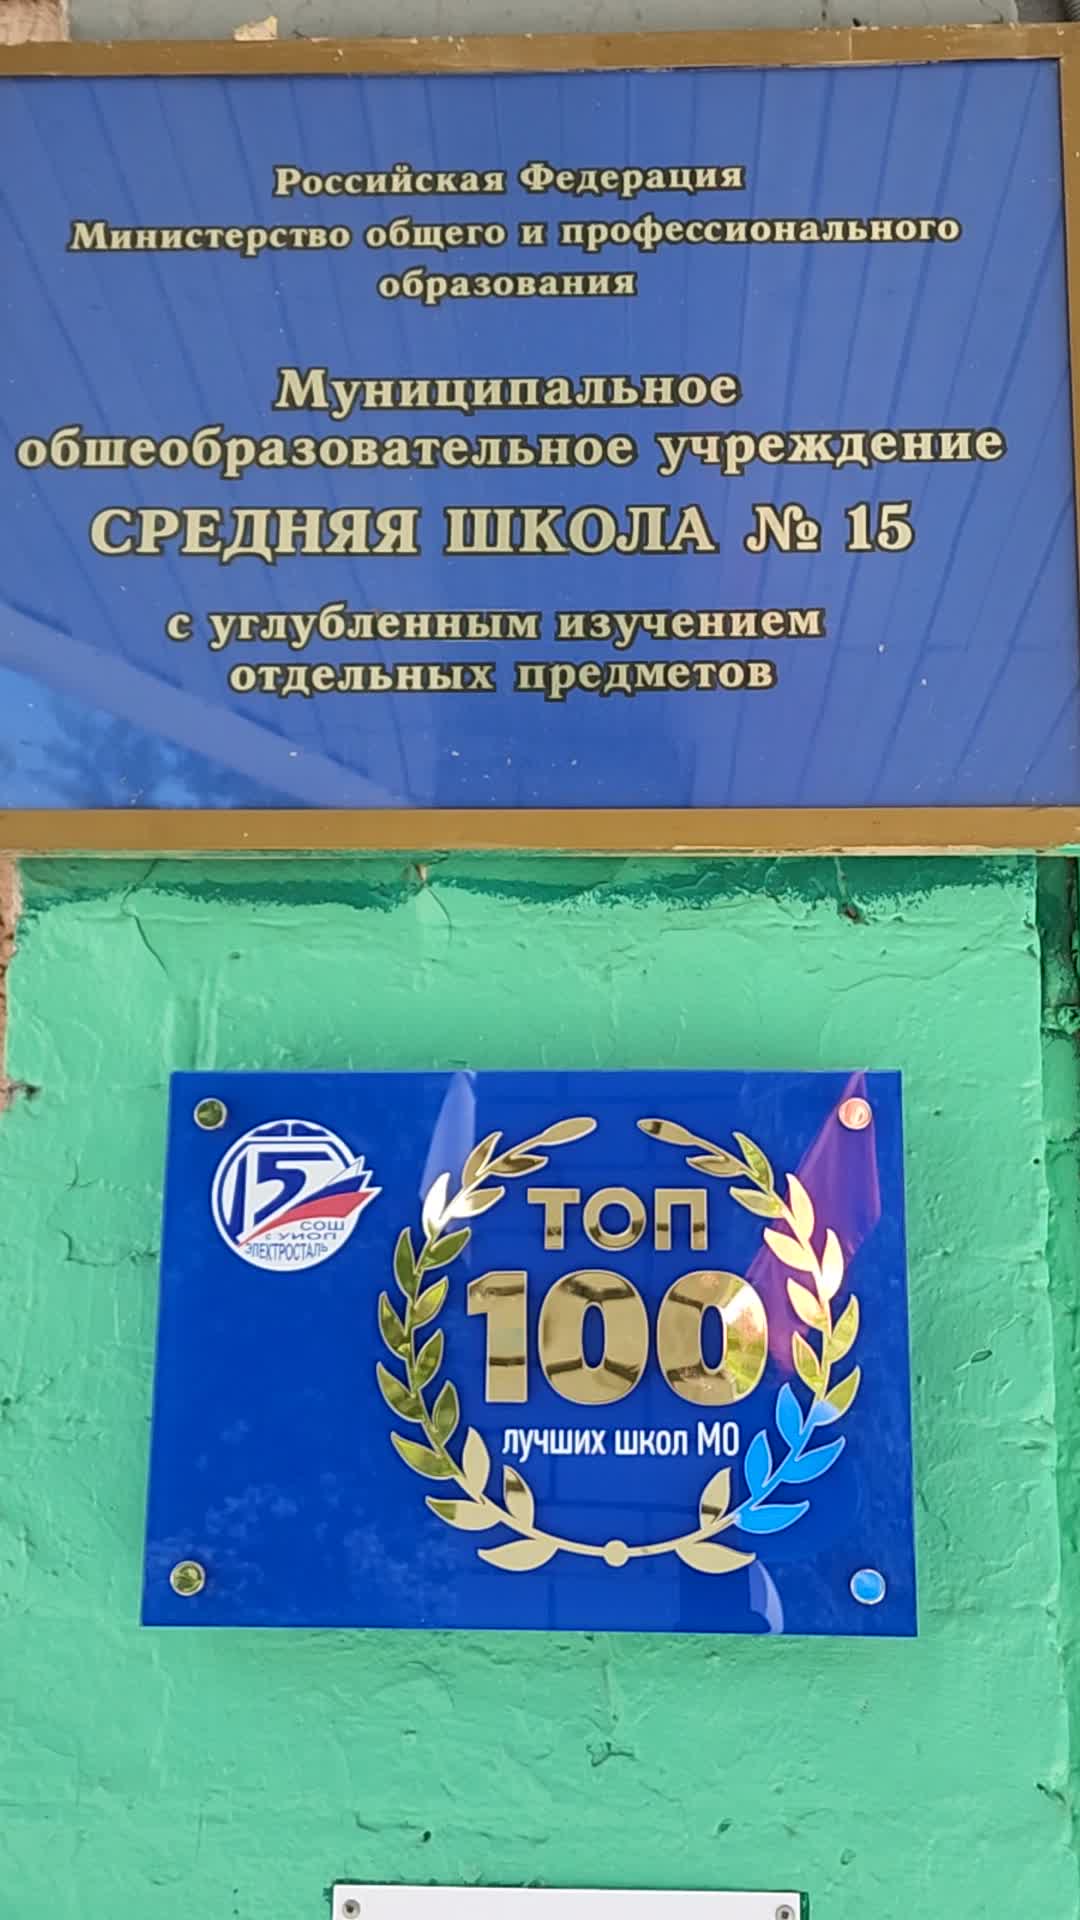 Российская Федерация
Министерство общего и профессионального
образования
Муниципальное
обшеобразовательное учреждение
СРЕДНЯЯ ШКОЛА № 15
с углубленным изучением
отдельных предметов
15
СОШ
с УИОП
ЭЛЕКТРОСТАЛЬ
ТОП
100
лучших школ МО